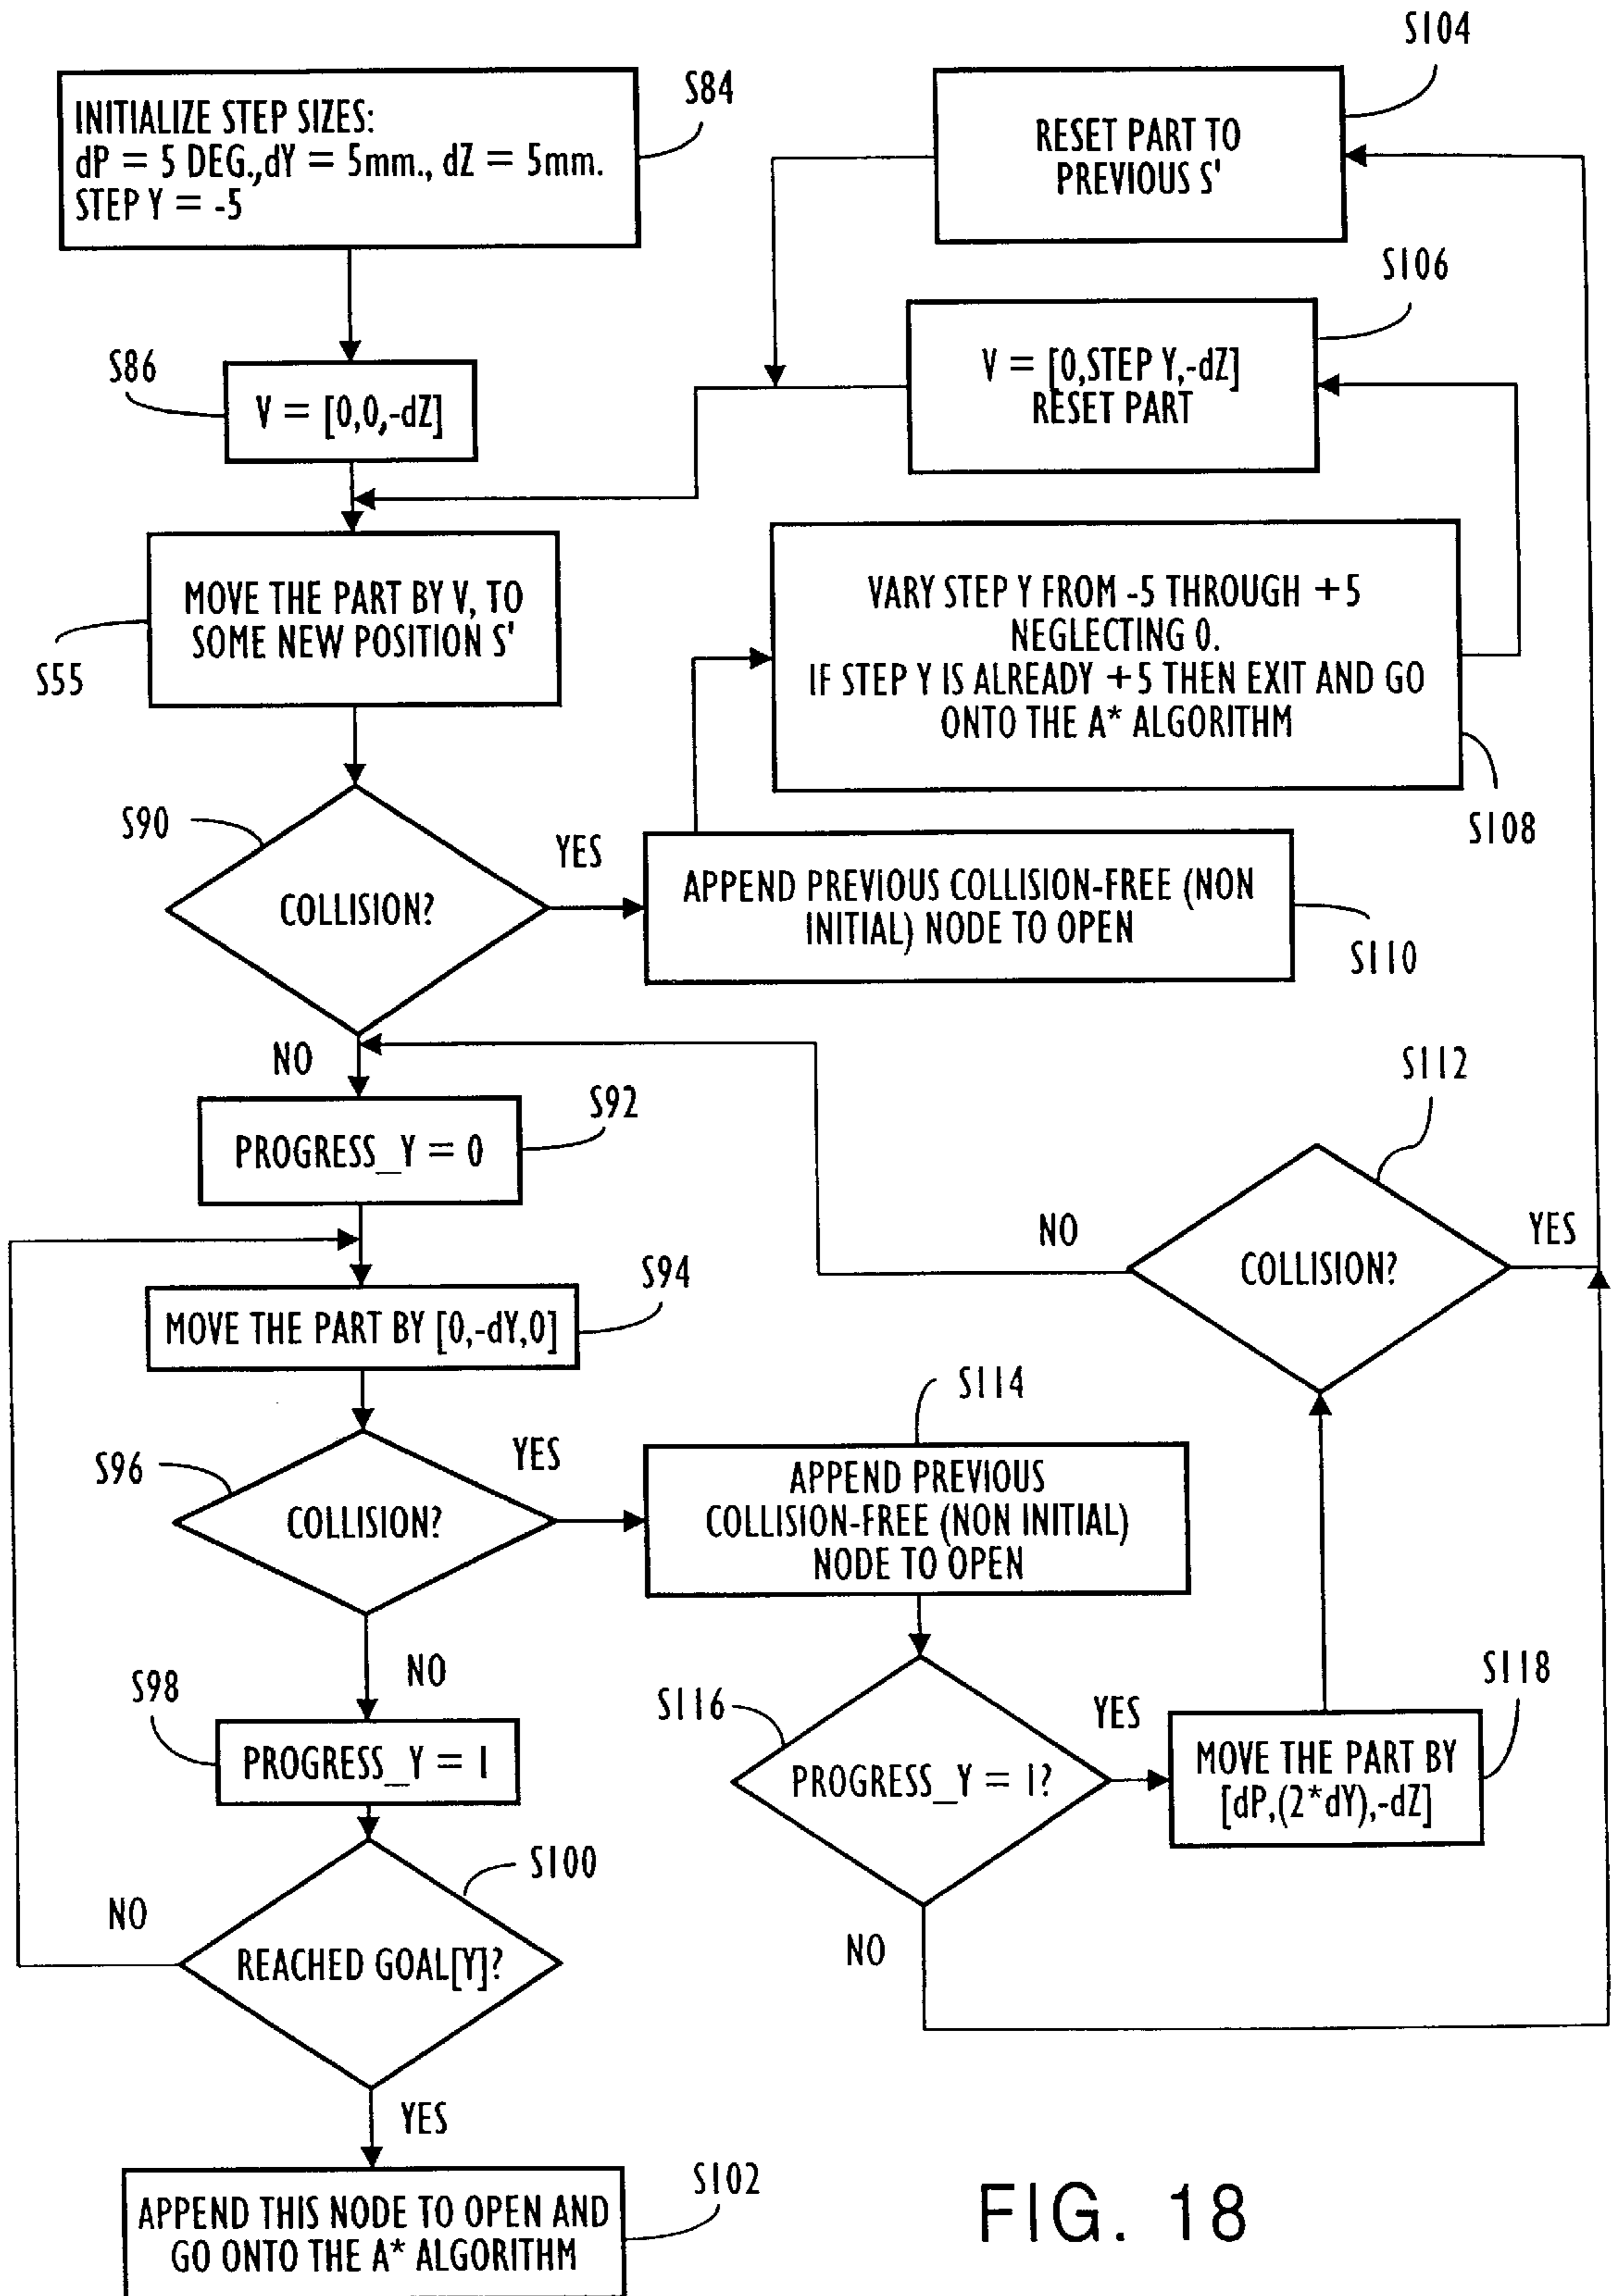 S104
S84
INITIALIZE STEP SIZES:
dP = 5 DEG.,dY = 5mm., dZ = 5mm.
STEP Y = -5
RESET PART TO
PREVIOUS S'
S106
S86
V = [0,0,-dZ]
V = [0,STEP Y,-dZ]
RESET PART
MOVE THE PART BY V, TO
SOME NEW POSITION S'
S55
VARY STEP Y FROM -5 THROUGH +5
NEGLECTING 0.
IF STEP Y IS ALREADY +5 THEN EXIT AND GO
ONTO THE A* ALGORITHM
S108
S90
COLLISION?
YES
APPEND PREVIOUS COLLISION-FREE (NON
INITIAL) NODE TO OPEN
S110
NO
S92
PROGRESS_Y = 0
S112
NO
COLLISION?
YES
S94
MOVE THE PART BY [0,-dY,0]
S96
COLLISION?
YES
S114
APPEND PREVIOUS
COLLISION-FREE (NON INITIAL)
NODE TO OPEN
NO
S98
PROGRESS_Y = 1
S116
PROGRESS_Y = 1?
YES
S118
MOVE THE PART BY
[dP,(2*dY),-dZ]
NO
S100
NO
REACHED GOAL[Y]?
YES
S102
APPEND THIS NODE TO OPEN AND
GO ONTO THE A* ALGORITHM
FIG. 18